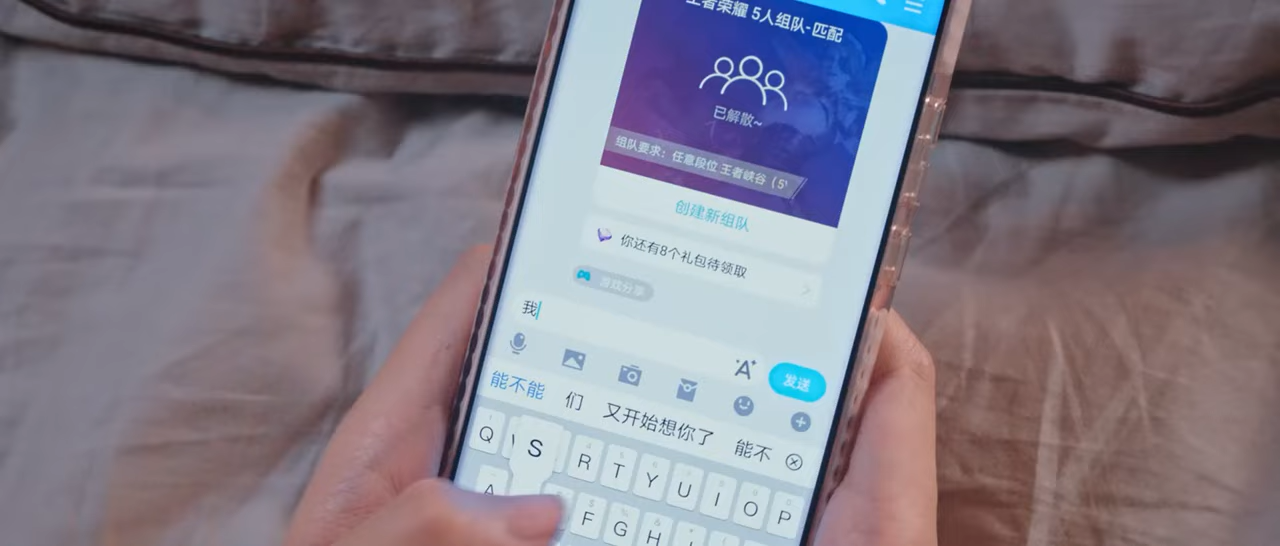 王者荣耀 5人组队-匹配
已解散~
组队要求：任意段位 王者峡谷（5
创建新组队
你还有8个礼包待领取
游戏分享
我
发送
能不能 们 又开始想你了 能不
Q S R T Y U I O P
A F G H